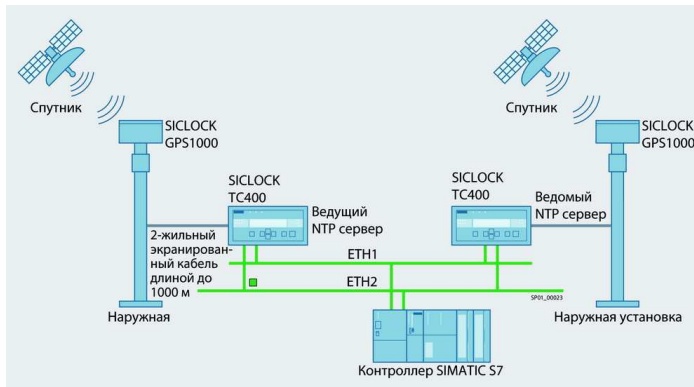 Спутник
SICLOCK
GPS1000
SICLOCK
TC400
Ведущий
NTP сервер
2-жильный
экранирован-
ный кабель
длиной до
1000 м
Наружная
Спутник
SICLOCK
GPS1000
SICLOCK
TC400
Ведомый
NTP сервер
ETH1
ETH2
SP01_00023
Наружная установка
Контроллер SIMATIC S7